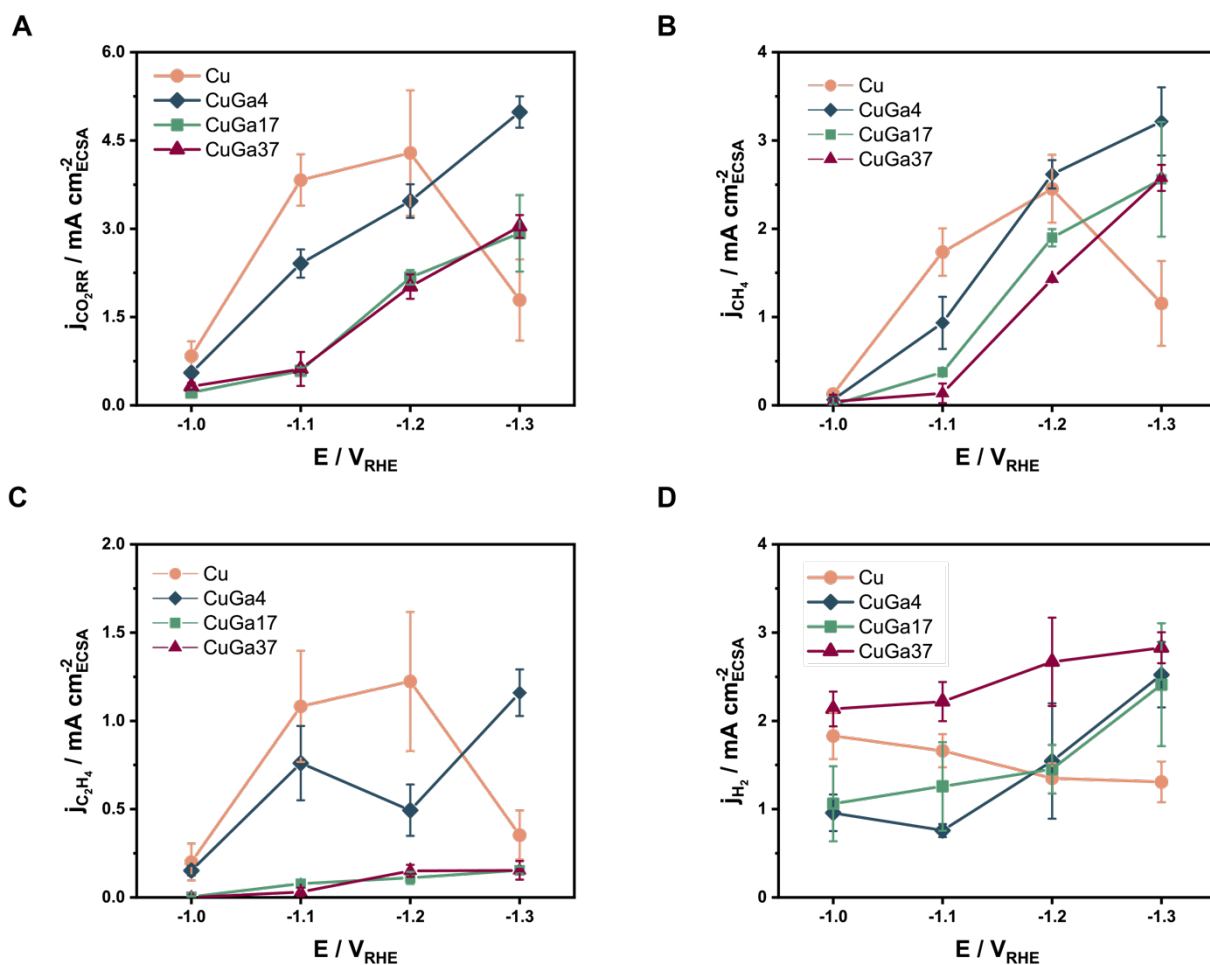 A
j_CO₂RR / mA cm⁻²_ECSA
6.0
4.5
3.0
1.5
0.0
Cu
CuGa4
CuGa17
CuGa37
-1.0 -1.1 -1.2 -1.3
E / V_RHE
B
j_CH₄ / mA cm⁻²_ECSA
4
3
2
1
0
Cu
CuGa4
CuGa17
CuGa37
-1.0 -1.1 -1.2 -1.3
E / V_RHE
C
j_C₂H₄ / mA cm⁻²_ECSA
2.0
1.5
1.0
0.5
0.0
Cu
CuGa4
CuGa17
CuGa37
-1.0 -1.1 -1.2 -1.3
E / V_RHE
D
j_H₂ / mA cm⁻²_ECSA
4
3
2
1
0
Cu
CuGa4
CuGa17
CuGa37
-1.0 -1.1 -1.2 -1.3
E / V_RHE